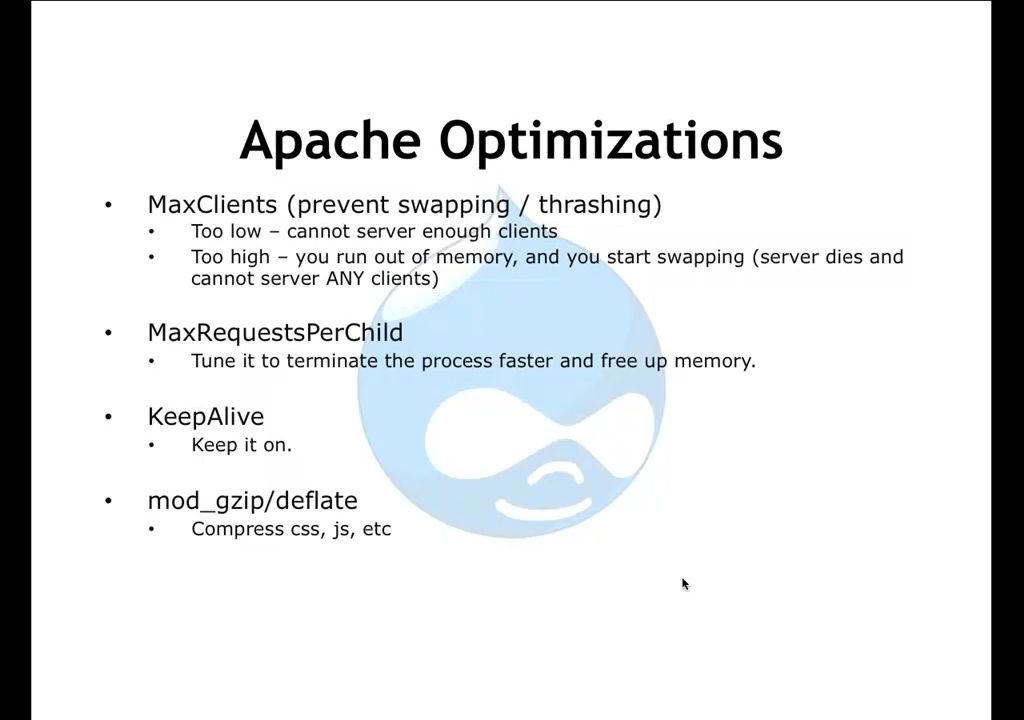 Apache Optimizations
• MaxClients (prevent swapping / thrashing)
• Too low – cannot server enough clients
• Too high – you run out of memory, and you start swapping (server dies and
cannot server ANY clients)
• MaxRequestsPerChild
• Tune it to terminate the process faster and free up memory.
• KeepAlive
• Keep it on.
• mod_gzip/deflate
• Compress css, js, etc